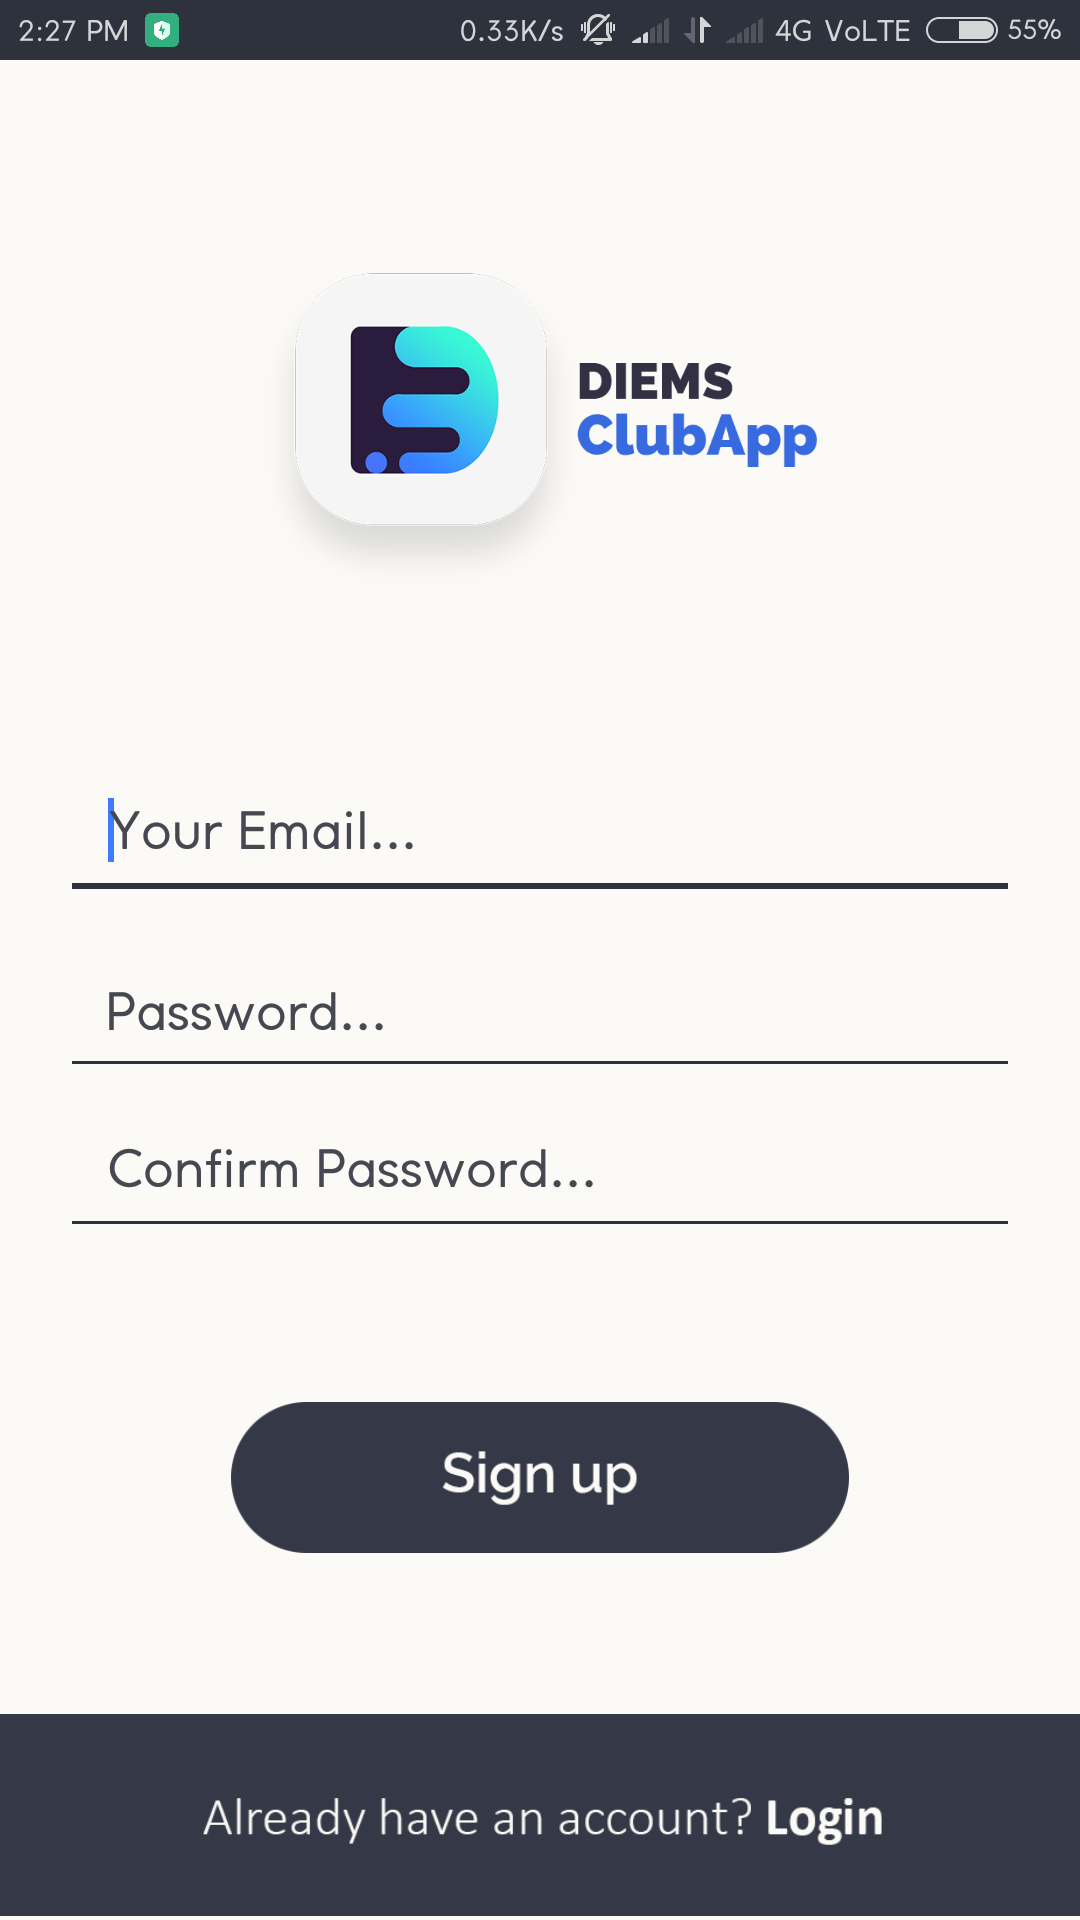 2:27 PM 0.33K/s 4G VoLTE 55%
DIEMS
ClubApp
Your Email...
Password...
Confirm Password...
Sign up
Already have an account? Login